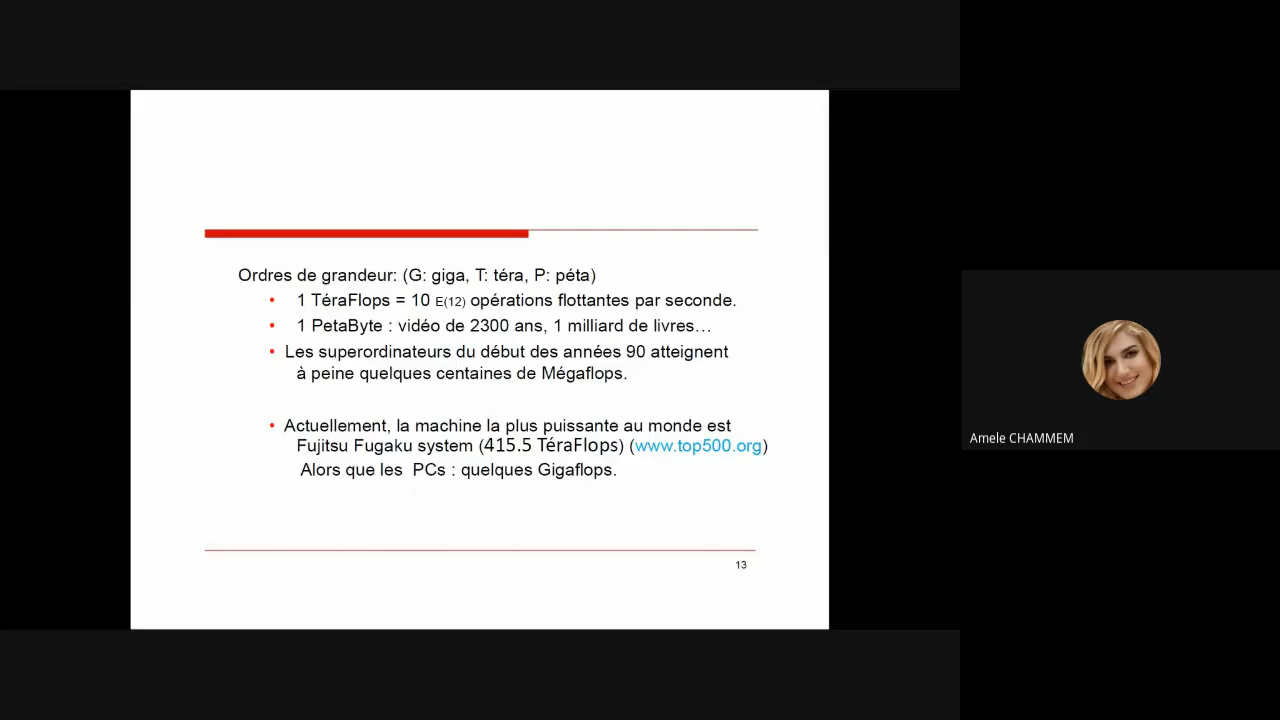 Ordres de grandeur: (G: giga, T: téra, P: péta)
• 1 TéraFlops = 10 E(12) opérations flottantes par seconde.
• 1 PetaByte : vidéo de 2300 ans, 1 milliard de livres…
• Les superordinateurs du début des années 90 atteignent
à peine quelques centaines de Mégaflops.
• Actuellement, la machine la plus puissante au monde est
Fujitsu Fugaku system (415.5 TéraFlops) (www.top500.org)
Alors que les PCs : quelques Gigaflops.
13
Amele CHAMMEM